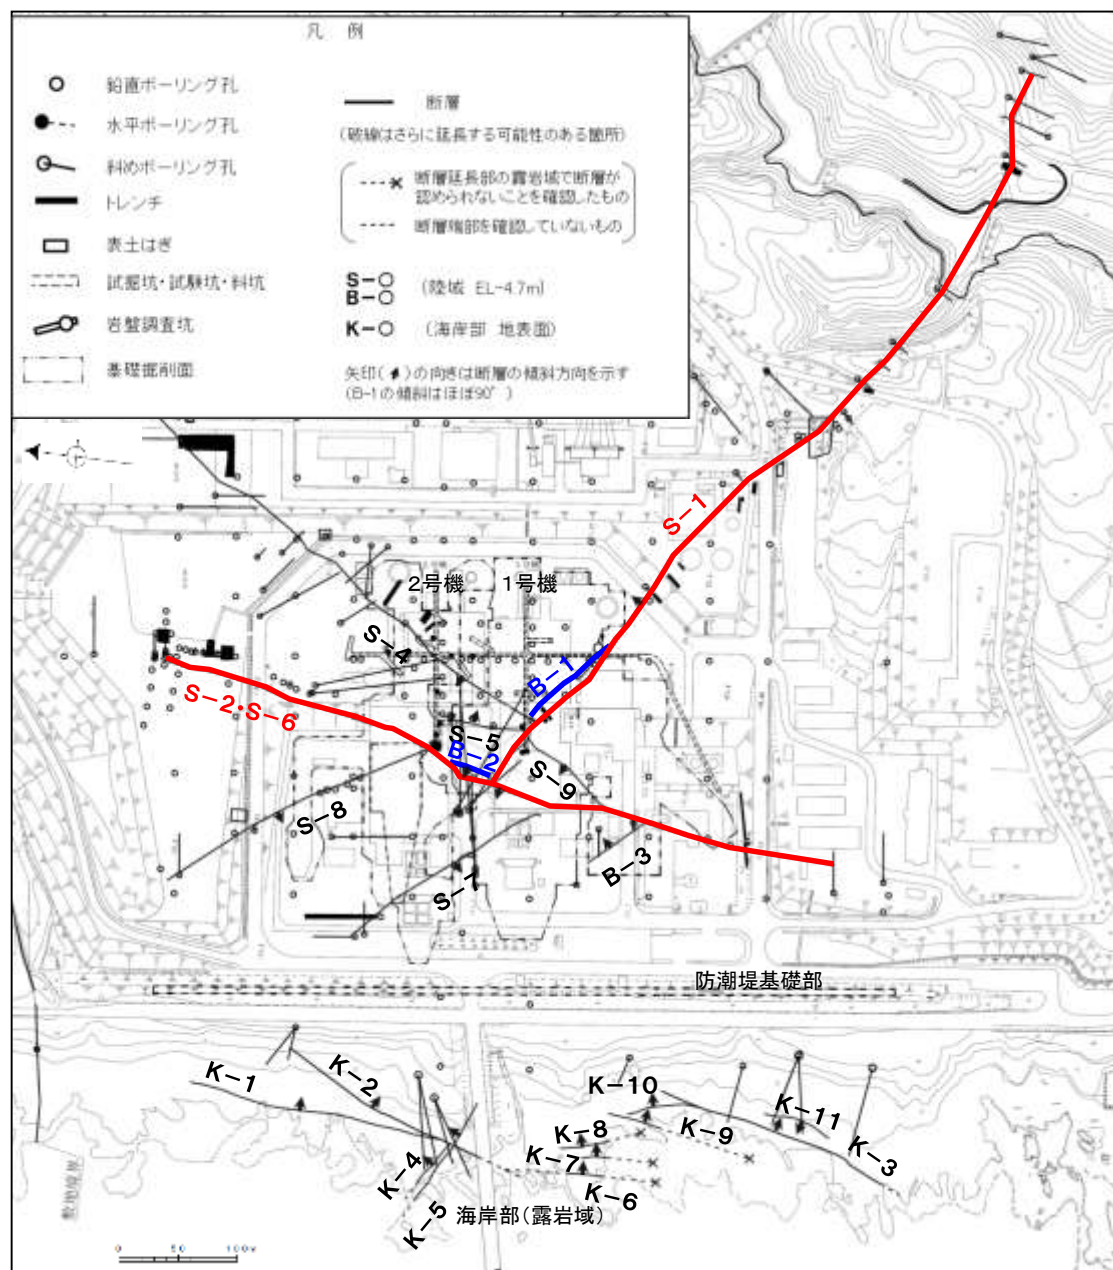 凡 例
鉛直ボーリング孔
水平ボーリング孔
斜めボーリング孔
トレンチ
表土はぎ
試掘坑・試験坑・斜坑
岩盤調査坑
基礎掘削面
断層
(破線はさらに延長する可能性のある箇所)
断層延長部の露岩域で断層が
認められないことを確認したもの
断層端部を確認していないもの
S-○
B-○
(陸域 EL-4.7m)
K-○
(海岸部 地表面)
矢印( )の向きは断層の傾斜方向を示す
(B-1の傾斜はほぼ90°)
S-1
2号機
1号機
S-4
B-1
S-2・S-6
S-5
B-2
S-9
S-8
B-3
S-7
防潮堤基礎部
K-1
K-2
K-10
K-11
K-8
K-9
K-4
K-7
K-3
K-6
K-5
海岸部(露岩域)
敷地境界
0 50 100m